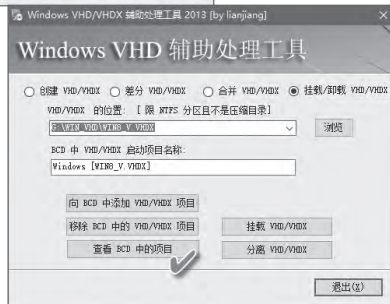 Windows VHD/VHDX 辅助处理工具 2013 [by lianjiang]
Windows VHD 辅助处理工具
创建 VHD/VHDX 差分 VHD/VHDX 合并 VHD/VHDX 挂载/卸载 VHD/VHDX
VHD/VHDX 的位置: [ 限 NTFS 分区且不是压缩目录]
:\WIN_VHD\WIN8_V.VHDX 浏览
BCD 中 VHD/VHDX 启动项目名称:
Windows [WIN8_V.VHDX]
向 BCD 中添加 VHD/VHDX 项目
移除 BCD 中的 VHD/VHDX 项目 挂载 VHD/VHDX
查看 BCD 中的项目 分离 VHD/VHDX
退出(X)